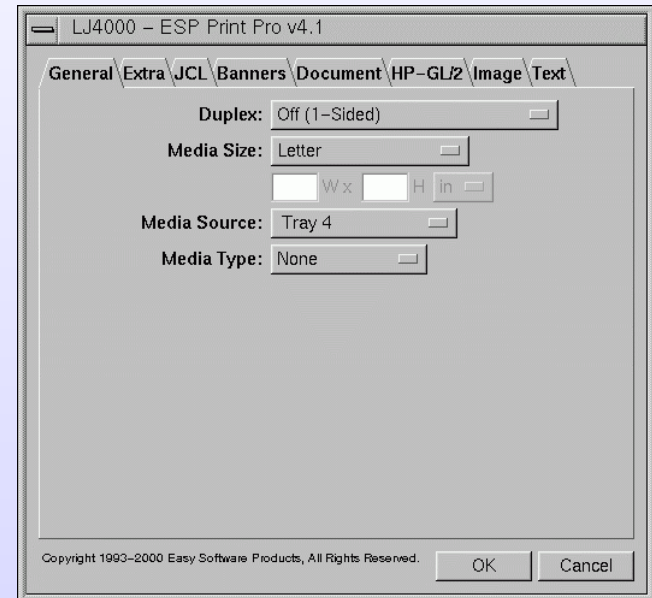 LJ4000 – ESP Print Pro v4.1
General Extra JCL Banners Document HP–GL/2 Image Text
Duplex: Off (1–Sided)
Media Size: Letter
W x H in
Media Source: Tray 4
Media Type: None
Copyright 1993–2000 Easy Software Products, All Rights Reserved.
OK Cancel